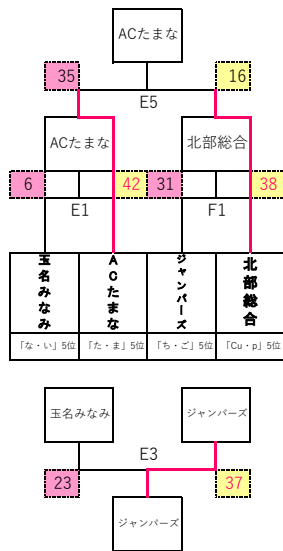 ACたまな
35
16
E5
ACたまな
北部総合
6
42
31
38
E1
F1
玉名みなみ
ACたまな
ジャンパーズ
北部総合
「な・い」5位
「た・ま」5位
「ち・ご」5位
「Cu・p」5位
玉名みなみ
ジャンパーズ
E3
23
37
ジャンパーズ